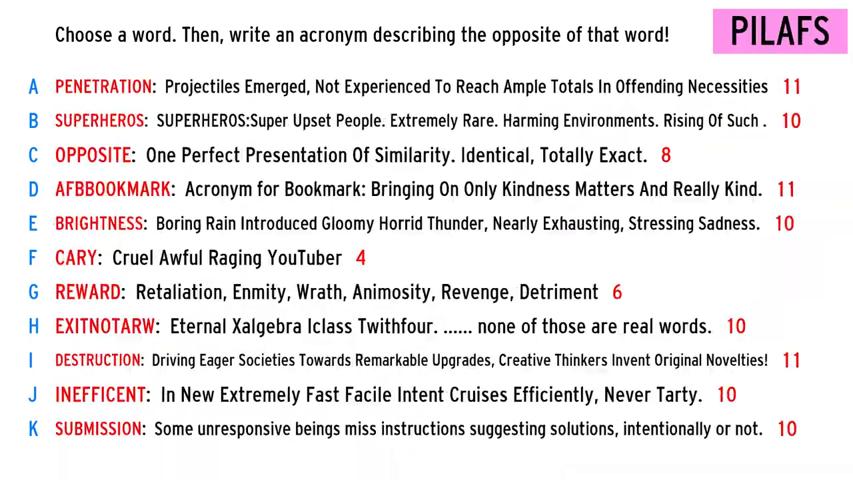 Choose a word. Then, write an acronym describing the opposite of that word!
PILAFS
A PENETRATION: Projectiles Emerged, Not Experienced To Reach Ample Totals In Offending Necessities 11
B SUPERHEROS: SUPERHEROS:Super Upset People. Extremely Rare. Harming Environments. Rising Of Such . 10
C OPPOSITE: One Perfect Presentation Of Similarity. Identical, Totally Exact. 8
D AFBBOOKMARK: Acronym for Bookmark: Bringing On Only Kindness Matters And Really Kind. 11
E BRIGHTNESS: Boring Rain Introduced Gloomy Horrid Thunder, Nearly Exhausting, Stressing Sadness. 10
F CARY: Cruel Awful Raging YouTuber 4
G REWARD: Retaliation, Enmity, Wrath, Animosity, Revenge, Detriment 6
H EXITNOTARW: Eternal Xalgebra Iclass Twithfour. ...... none of those are real words. 10
I DESTRUCTION: Driving Eager Societies Towards Remarkable Upgrades, Creative Thinkers Invent Original Novelties! 11
J INEFFICENT: In New Extremely Fast Facile Intent Cruises Efficiently, Never Tarty. 10
K SUBMISSION: Some unresponsive beings miss instructions suggesting solutions, intentionally or not. 10